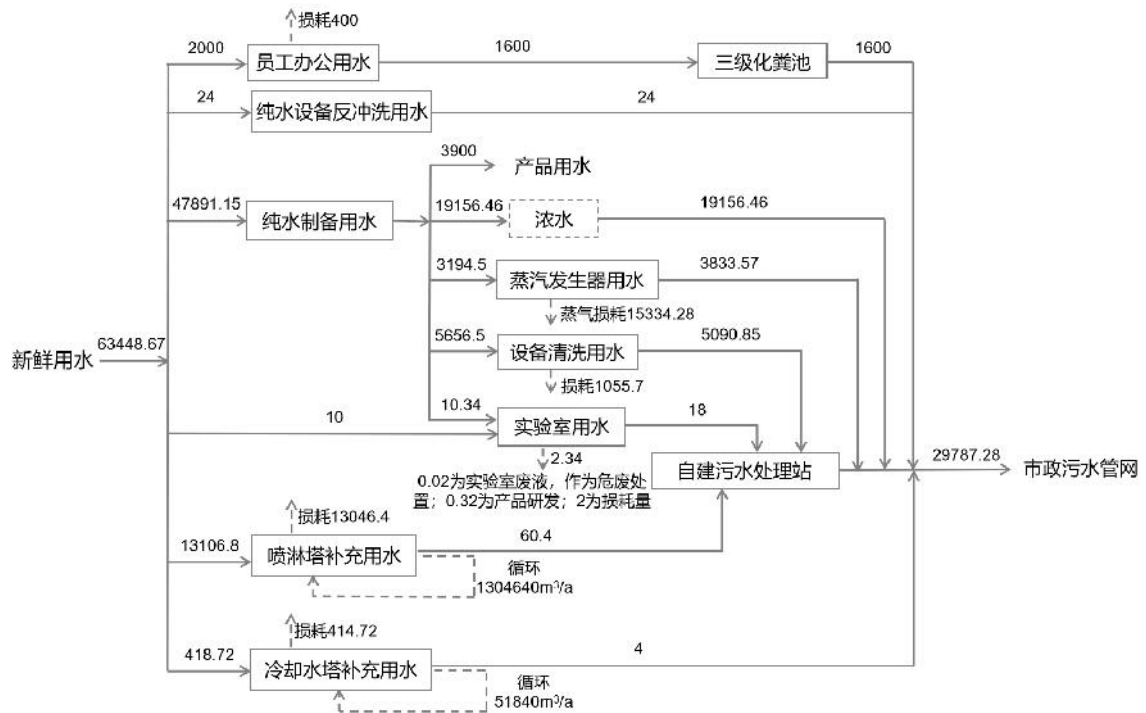 损耗400
2000
员工办公用水
1600
三级化粪池
1600
24
纯水设备反冲洗用水
24
3900
产品用水
47891.15
纯水制备用水
19156.46
浓水
19156.46
3194.5
蒸汽发生器用水
3833.57
蒸气损耗15334.28
新鲜用水
63448.67
5656.5
设备清洗用水
5090.85
损耗1055.7
10
10.34
实验室用水
18
2.34
0.02为实验室废液，作为危废处
置；0.32为产品研发；2为损耗量
自建污水处理站
29787.28
市政污水管网
损耗13046.4
13106.8
喷淋塔补充用水
60.4
循环
1304640m³/a
损耗414.72
418.72
冷却水塔补充用水
4
循环
51840m³/a